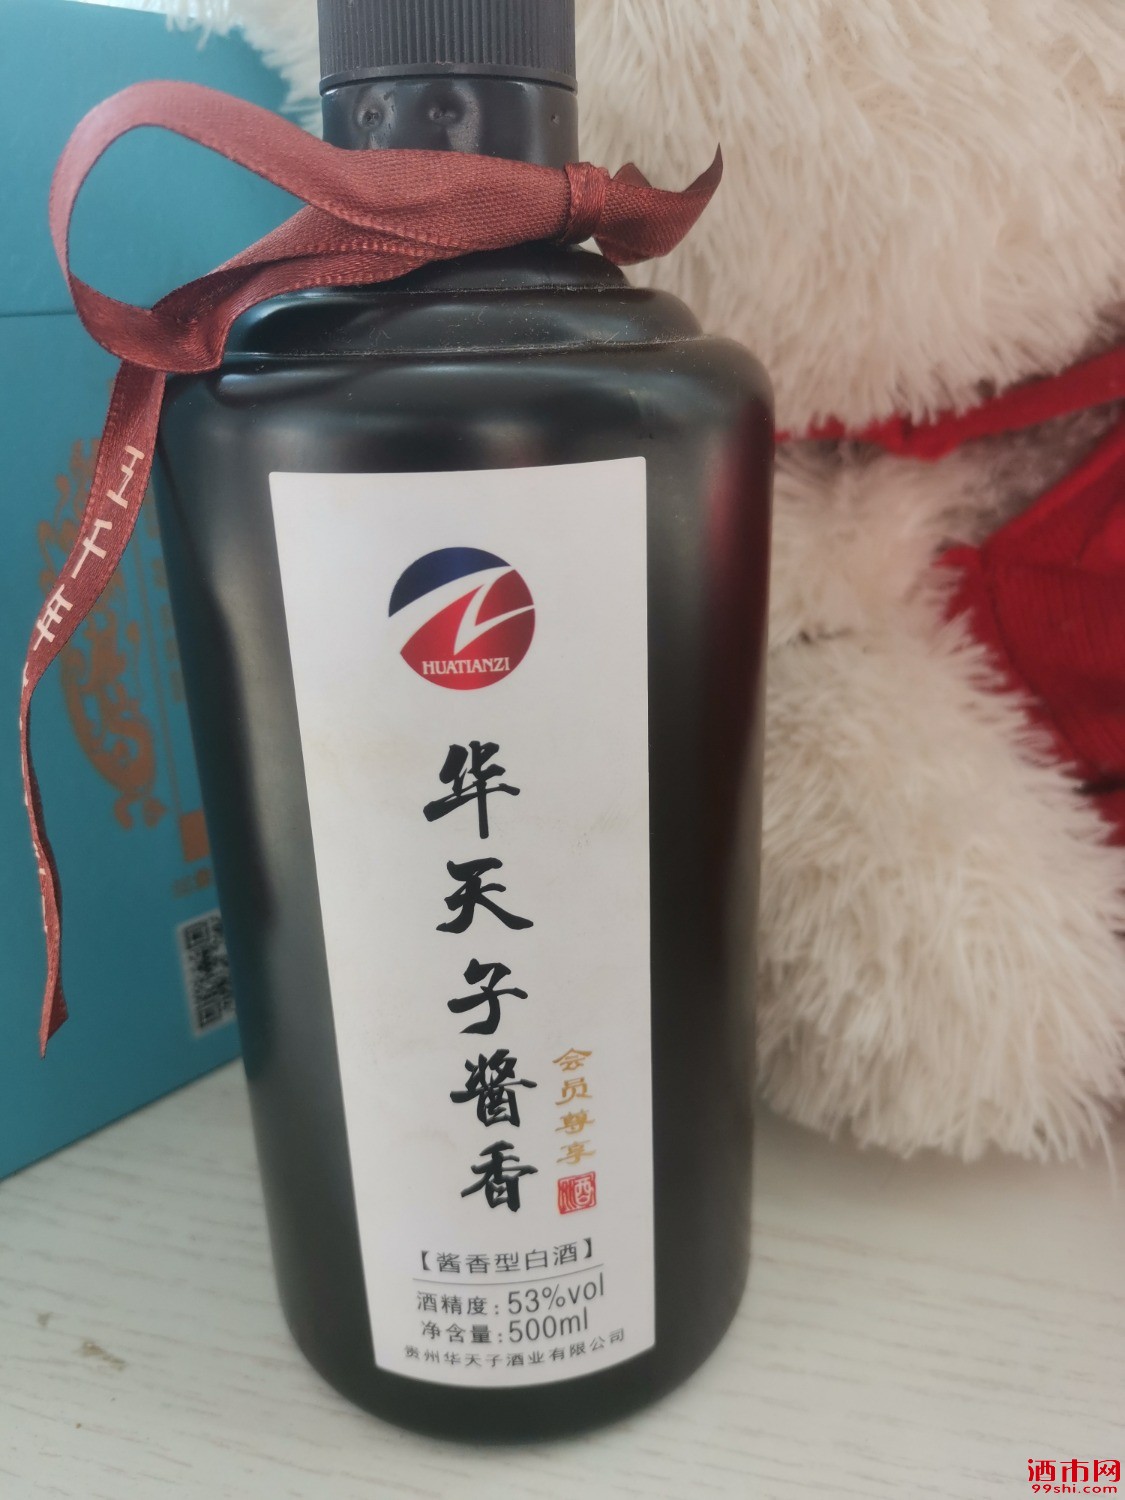 HUATIANZI
华天子酱香
会员尊享
酒
【酱香型白酒】
酒精度:53%vol
净含量:500ml
贵州华天子酒业有限公司
酒市网
99shi.com